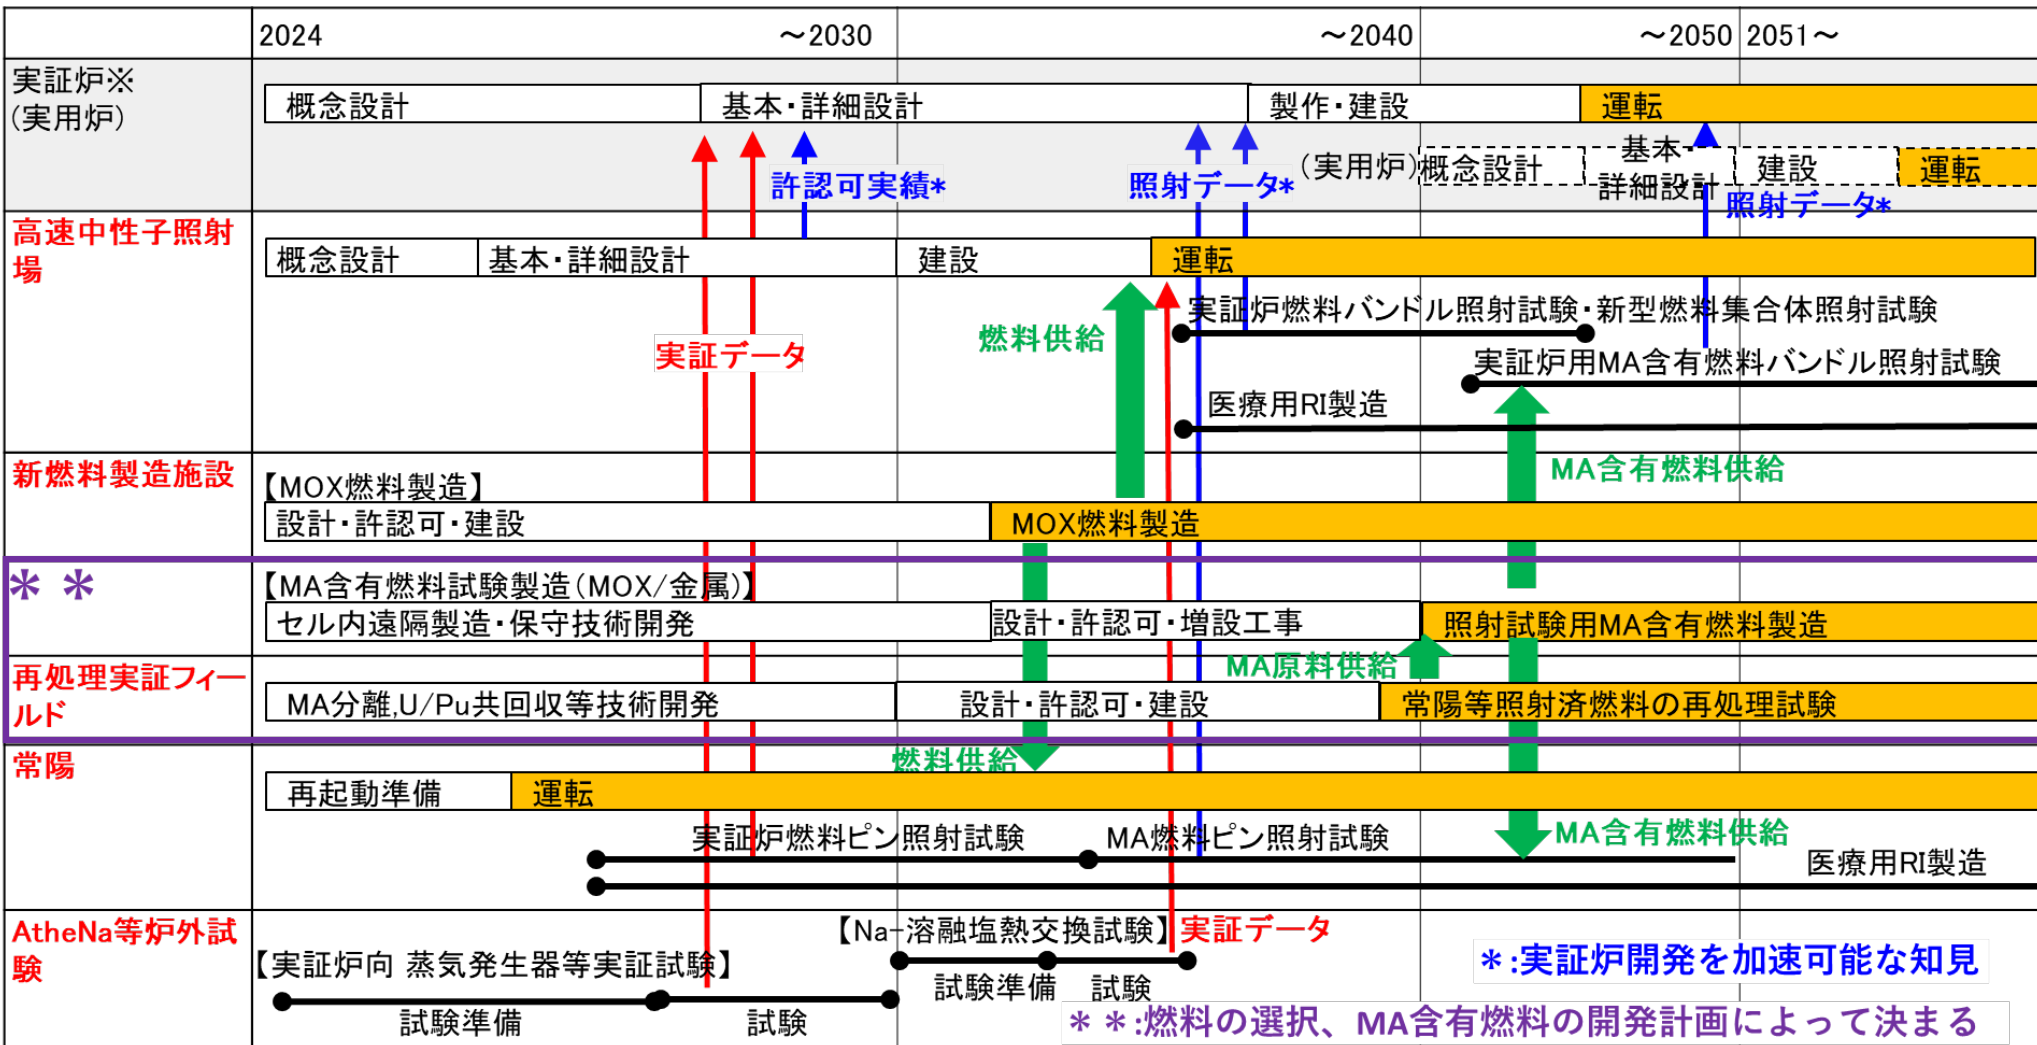 2024 ～2030 ～2040 ～2050 2051～
実証炉※
(実用炉)
概念設計 基本・詳細設計 製作・建設 運転
(実用炉) 概念設計 基本・
詳細設計 建設 運転
許認可実績* 照射データ* 照射データ*
高速中性子照射
場
概念設計 基本・詳細設計 建設 運転
実証データ 燃料供給
実証炉燃料バンドル照射試験・新型燃料集合体照射試験
実証炉用MA含有燃料バンドル照射試験
医療用RI製造
新燃料製造施設
MA含有燃料供給
【MOX燃料製造】
設計・許認可・建設 MOX燃料製造
＊＊
【MA含有燃料試験製造(MOX/金属)】
セル内遠隔製造・保守技術開発 設計・許認可・増設工事 照射試験用MA含有燃料製造
MA原料供給
再処理実証フィー
ルド
MA分離,U/Pu共回収等技術開発 設計・許認可・建設 常陽等照射済燃料の再処理試験
常陽
燃料供給
再起動準備 運転
実証炉燃料ピン照射試験 MA燃料ピン照射試験 MA含有燃料供給
医療用RI製造
AtheNa等炉外試
験
【Na-溶融塩熱交換試験】 実証データ
【実証炉向 蒸気発生器等実証試験】
試験準備 試験
試験準備 試験
＊:実証炉開発を加速可能な知見
＊＊:燃料の選択、MA含有燃料の開発計画によって決まる